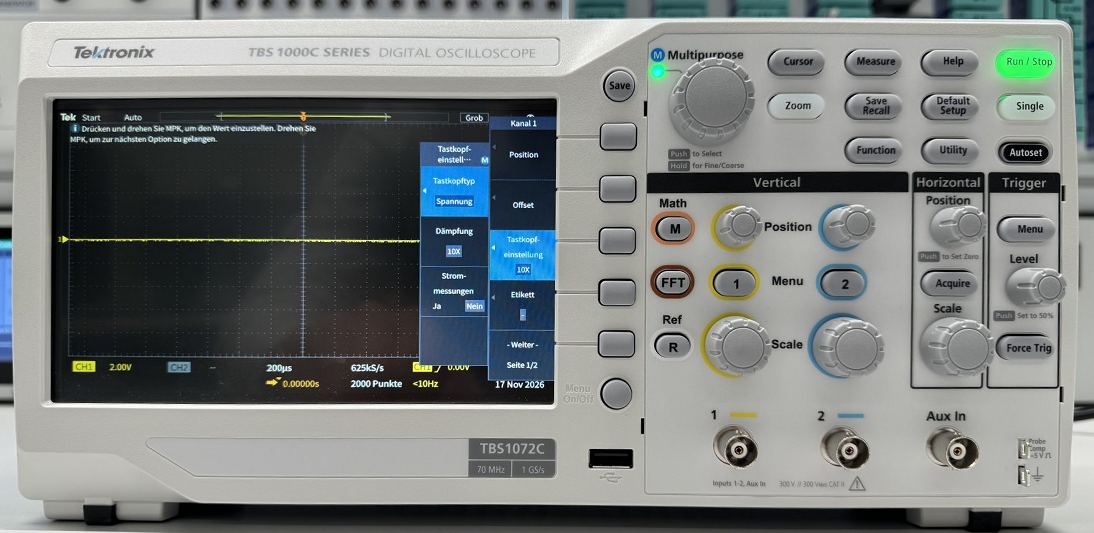 Tektronix
TBS 1000C SERIES DIGITAL OSCILLOSCOPE
Tek Start Auto
Grob
Drücken und drehen Sie MPK, um den Wert einzustellen. Drehen Sie
MPK, um zur nächsten Option zu gelangen.
Tastkopf-
einstell··· M
Tastkopftyp
Spannung
Dämpfung
10X
Strom-
messungen
Ja Nein
Kanal 1
Position
Offset
Tastkopf-
einstellung
10X
Etikett
-
- Weiter -
Seite 1/2
1
CH1 2.00V CH2 -- 200µs 625kS/s CH1 0.00V
0.00000s 2000 Punkte <10Hz 17 Nov 2026
Save
Menu
On/Off
TBS1072C
70 MHz 1 GS/s
M Multipurpose
Push to Select
Hold for Fine/Coarse
Cursor
Measure
Help
Run / Stop
Zoom
Save
Recall
Default
Setup
Single
Function
Utility
Autoset
Vertical
Horizontal
Trigger
Math
M
Position
Position
Push to Set Zero
Menu
FFT
1
Menu
2
Acquire
Level
Push Set to 50%
Ref
R
Scale
Scale
Force Trig
1
2
Aux In
Inputs 1-2, Aux In
300 V
CAT II
Probe
Comp